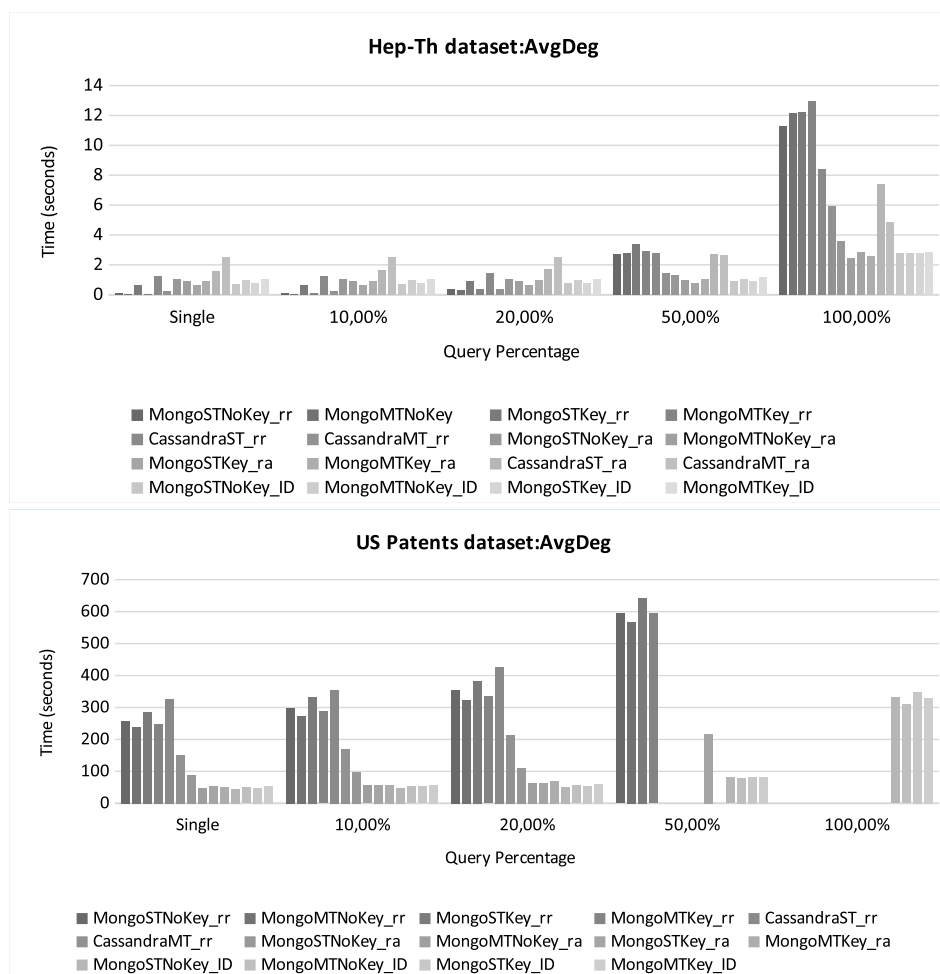 Hep-Th dataset:AvgDeg
14
12
10
8
6
4
2
0
Time (seconds)
Single 10,00% 20,00% 50,00% 100,00%
Query Percentage
MongoSTNoKey_rr MongoMTNoKey MongoSTKey_rr MongoMTKey_rr
CassandraST_rr CassandraMT_rr MongoSTNoKey_ra MongoMTNoKey_ra
MongoSTKey_ra MongoMTKey_ra CassandraST_ra CassandraMT_ra
MongoSTNoKey_ID MongoMTNoKey_ID MongoSTKey_ID MongoMTKey_ID
US Patents dataset:AvgDeg
700
600
500
400
300
200
100
0
Time (seconds)
Single 10,00% 20,00% 50,00% 100,00%
Query Percentage
MongoSTNoKey_rr MongoMTNoKey_rr MongoSTKey_rr MongoMTKey_rr CassandraST_rr
CassandraMT_rr MongoSTNoKey_ra MongoMTNoKey_ra MongoSTKey_ra MongoMTKey_ra
MongoSTNoKey_ID MongoMTNoKey_ID MongoSTKey_ID MongoMTKey_ID